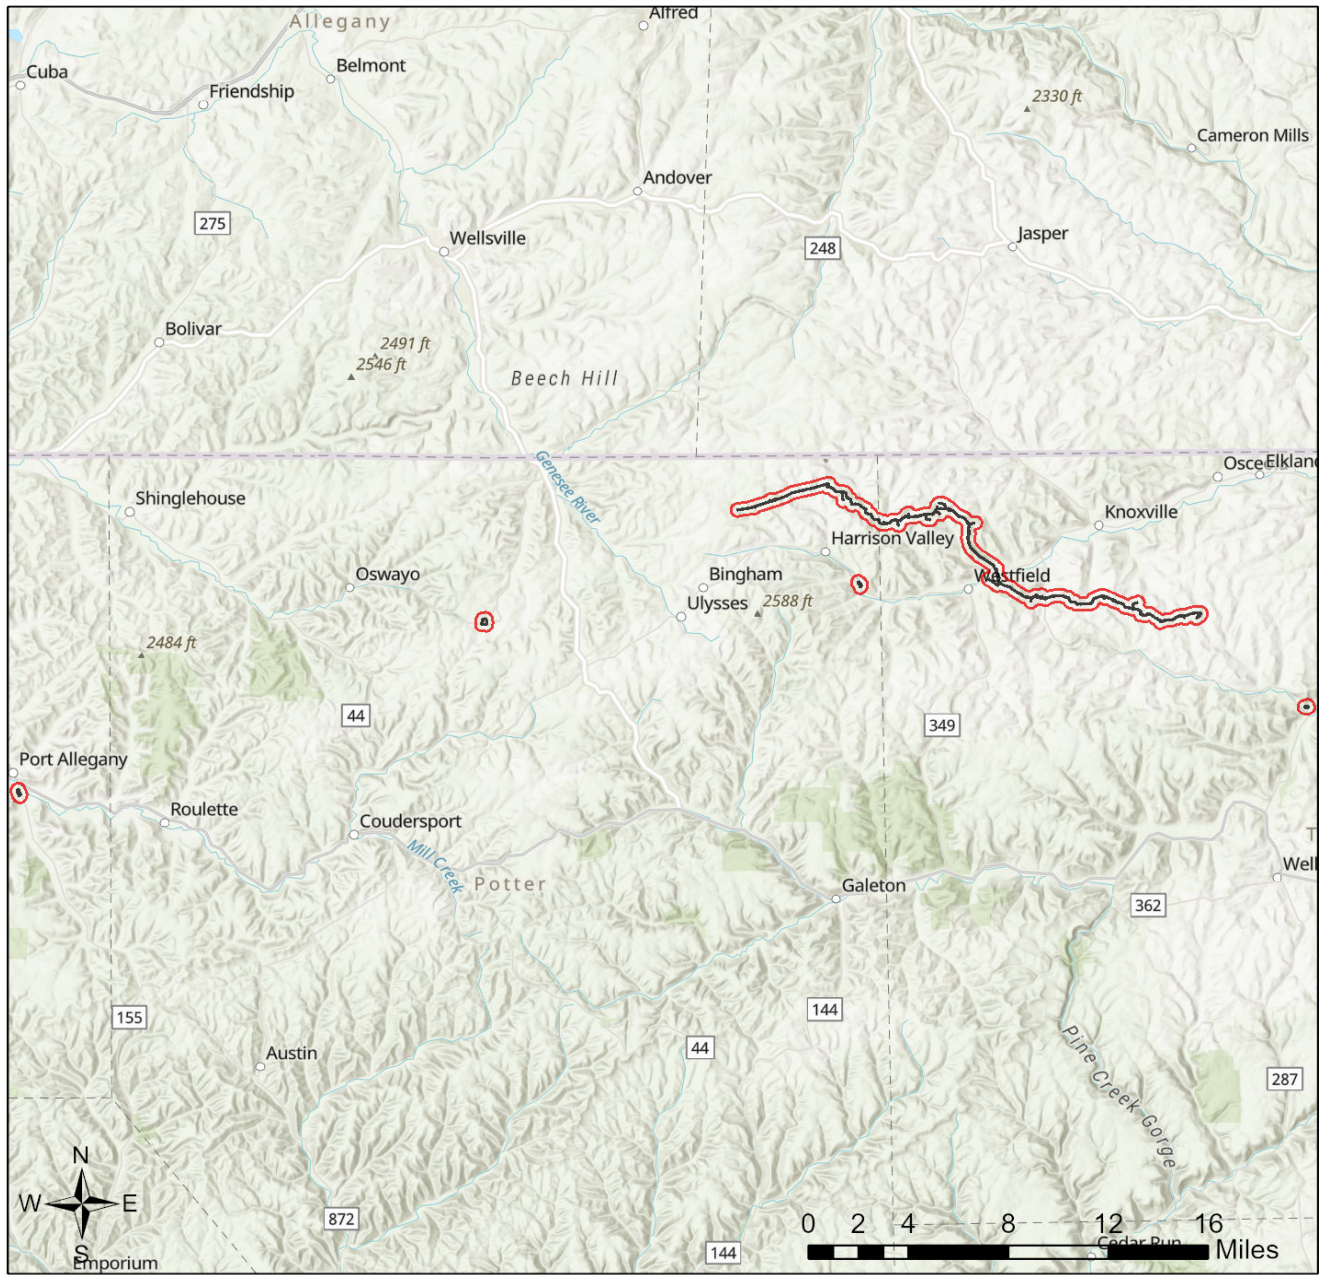 Allegany
Alfred
Cuba
Belmont
Friendship
2330 ft
Cameron Mills
Andover
275
Wellsville
248
Jasper
Bolivar
2491 ft
2546 ft
Beech Hill
Genesee River
Osce
Elkland
Shinglehouse
Knoxville
Harrison Valley
Oswayo
Bingham
Westfield
Ulysses
2588 ft
2484 ft
44
349
Port Allegany
Roulette
Coudersport
T
Mill Creek
Well
Potter
Galeton
362
155
144
44
Austin
Pine Creek Gorge
287
N
W E
S
872
0 2 4 8 12 16
Miles
144
Cedar Run
Emporium